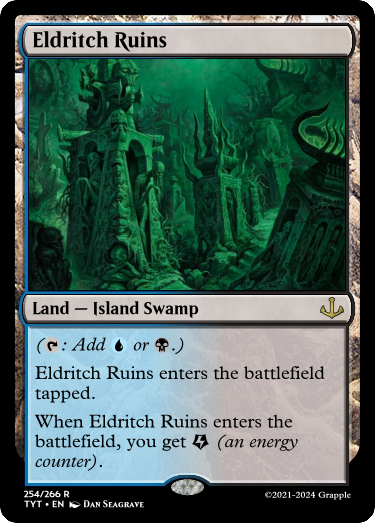 Eldritch Ruins
Land — Island Swamp
(: Add or .)
Eldritch Ruins enters the battlefield
tapped.
When Eldritch Ruins enters the
battlefield, you get (an energy
counter).
254/266 R
TYT • EN DAN SEAGRAVE
©2021-2024 Grapple